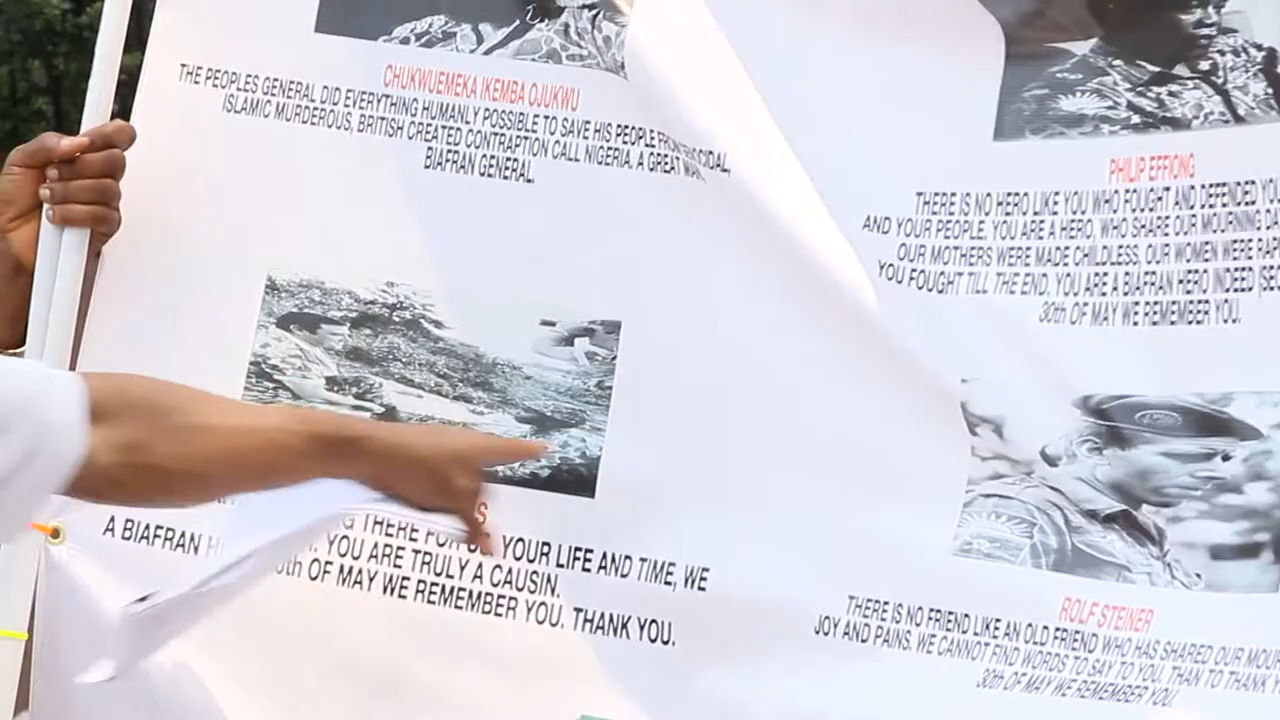 CHUKWUEMEKA IKEMBA OJUKWU
THE PEOPLES GENERAL DID EVERYTHING HUMANLY POSSIBLE TO SAVE HIS PEOPLE
ISLAMIC MURDEROUS, BRITISH CREATED CONTRAPTION CALL NIGERIA. A GREAT
BIAFRAN GENERAL.
PHILIP EFFIONG
THERE IS NO HERO LIKE YOU WHO FOUGHT AND DEFENDED
AND YOUR PEOPLE. YOU ARE A HERO, WHO SHARE OUR MOURNING
OUR MOTHERS WERE MADE CHILDLESS, OUR WOMEN WERE
YOU FOUGHT TILL THE END. YOU ARE A BIAFRAN HERO INDEED
30th OF MAY WE REMEMBER YOU.
A BIAFRAN THERE YOUR LIFE AND TIME, WE
YOU ARE TRULY A CAUSIN.
OF MAY WE REMEMBER YOU. THANK YOU.
ROLF STEINER
THERE IS NO FRIEND LIKE AN OLD FRIEND WHO HAS SHARED OUR
JOY AND PAINS. WE CANNOT FIND WORDS TO SAY TO YOU, THAN TO THANK
30th OF MAY WE REMEMBER YOU.